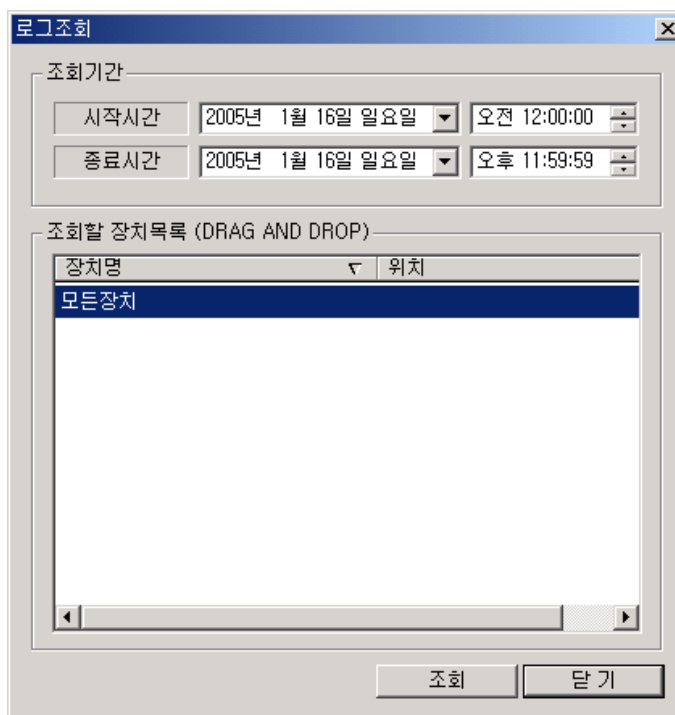 로그조회
조회기간
시작시간 2005년 1월 16일 일요일 오전 12:00:00
종료시간 2005년 1월 16일 일요일 오후 11:59:59
조회할 장치목록 (DRAG AND DROP)
장치명 위치
모든장치
조회 닫기